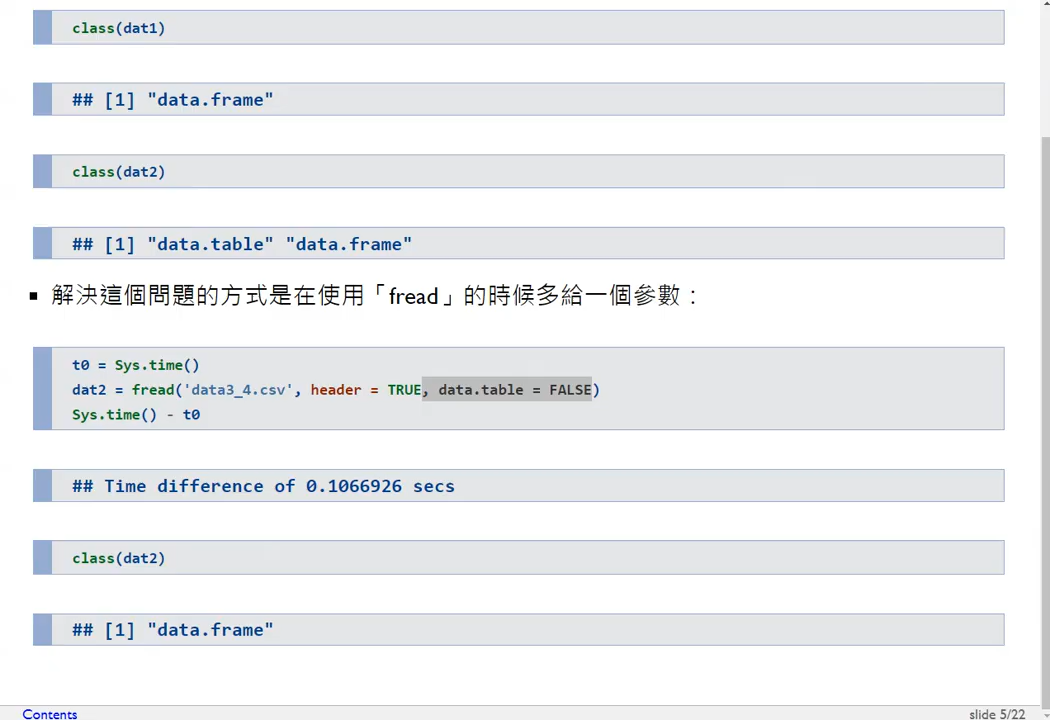 class(dat1)
## [1] "data.frame"
class(dat2)
## [1] "data.table" "data.frame"
▪ 解決這個問題的方式是在使用「fread」的時候多給一個參數：
t0 = Sys.time()
dat2 = fread('data3_4.csv', header = TRUE, data.table = FALSE)
Sys.time() - t0
## Time difference of 0.1066926 secs
class(dat2)
## [1] "data.frame"
Contents
slide 5/22